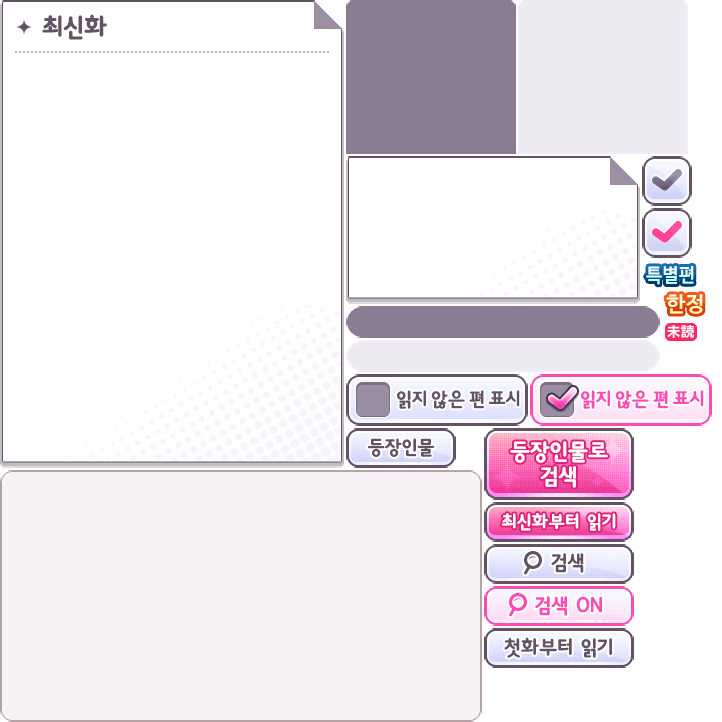 최신화
특별편
한정
未読
읽지 않은 편 표시
읽지 않은 편 표시
등장인물
등장인물로
검색
최신화부터 읽기
검색
검색 ON
첫화부터 읽기